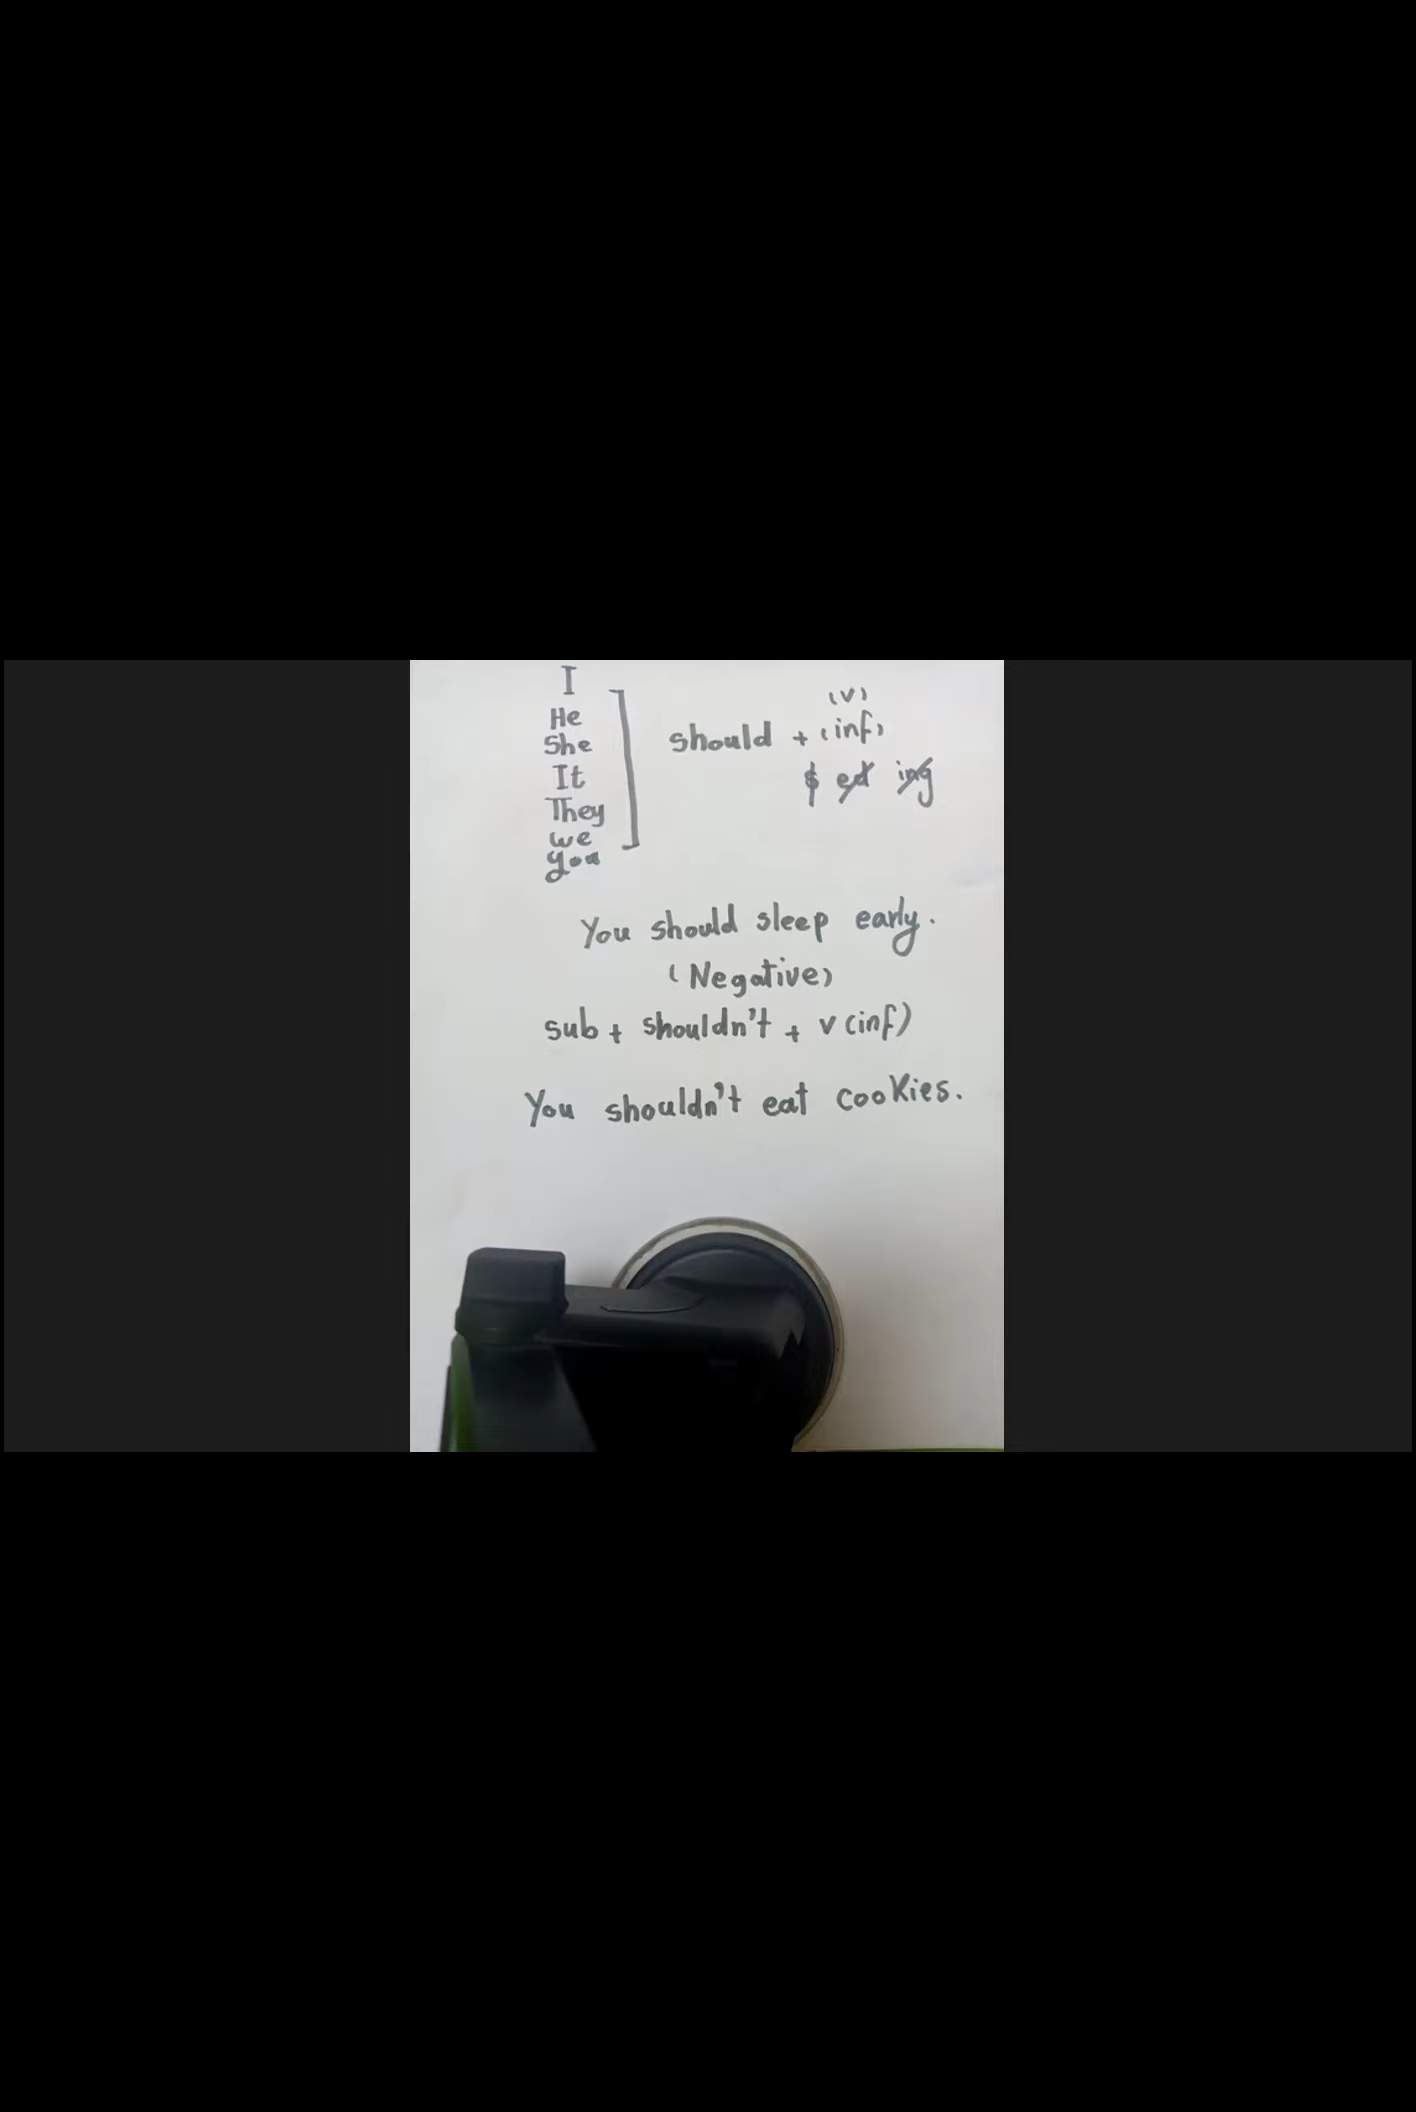 I
He
She
It
They
we
you
(v)
should + (inf)
s ed ing
You should sleep early.
(Negative)
sub + shouldn't + v (inf)
You shouldn't eat cookies.